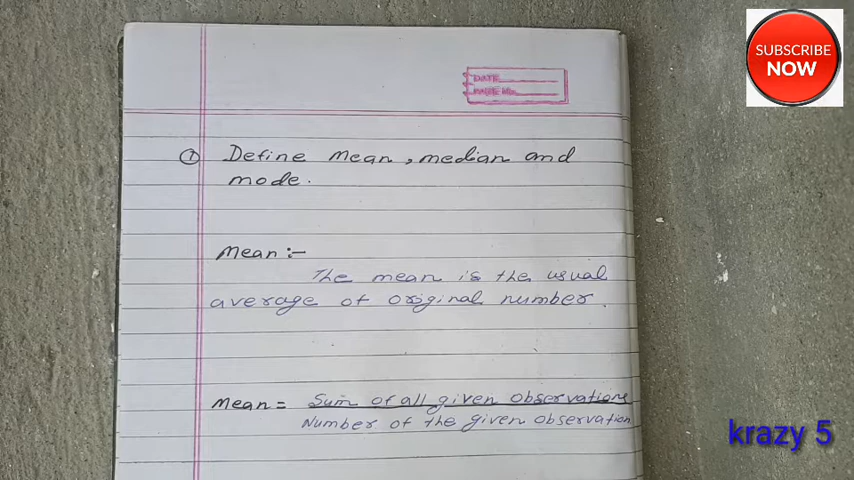 SUBSCRIBE
NOW
DATE
PAGE No.
① Define Mean, median and
mode.
Mean :-
The mean is the usual
average of original number.
Mean = Sum of all given observations
Number of the given observation
krazy 5